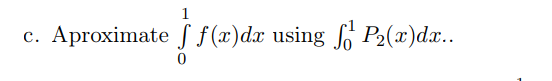 c. Aproximate ∫₀¹ f(x)dx using ∫₀¹ P₂(x)dx..